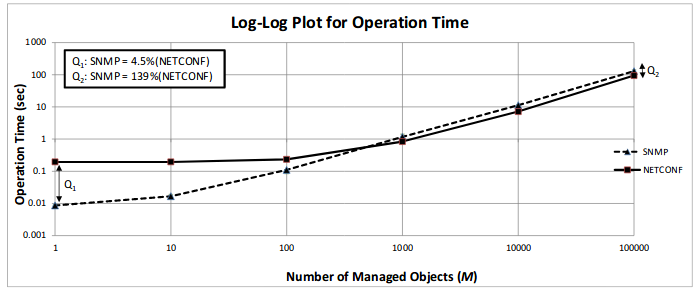 Log-Log Plot for Operation Time
Q1: SNMP = 4.5%(NETCONF)
Q2: SNMP = 139%(NETCONF)
Operation Time (sec)
1000
100
10
1
0.1
0.01
0.001
Q1
Q2
SNMP
NETCONF
1
10
100
1000
10000
100000
Number of Managed Objects (M)